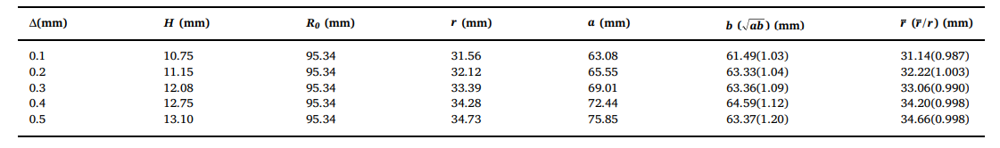 Δ(mm) H (mm) R₀ (mm) r (mm) a (mm) b (√ab) (mm) r̄ (r̄/r) (mm)
0.1 10.75 95.34 31.56 63.08 61.49(1.03) 31.14(0.987)
0.2 11.15 95.34 32.12 65.55 63.33(1.04) 32.22(1.003)
0.3 12.08 95.34 33.39 69.01 63.36(1.09) 33.06(0.990)
0.4 12.75 95.34 34.28 72.44 64.59(1.12) 34.20(0.998)
0.5 13.10 95.34 34.73 75.85 63.37(1.20) 34.66(0.998)